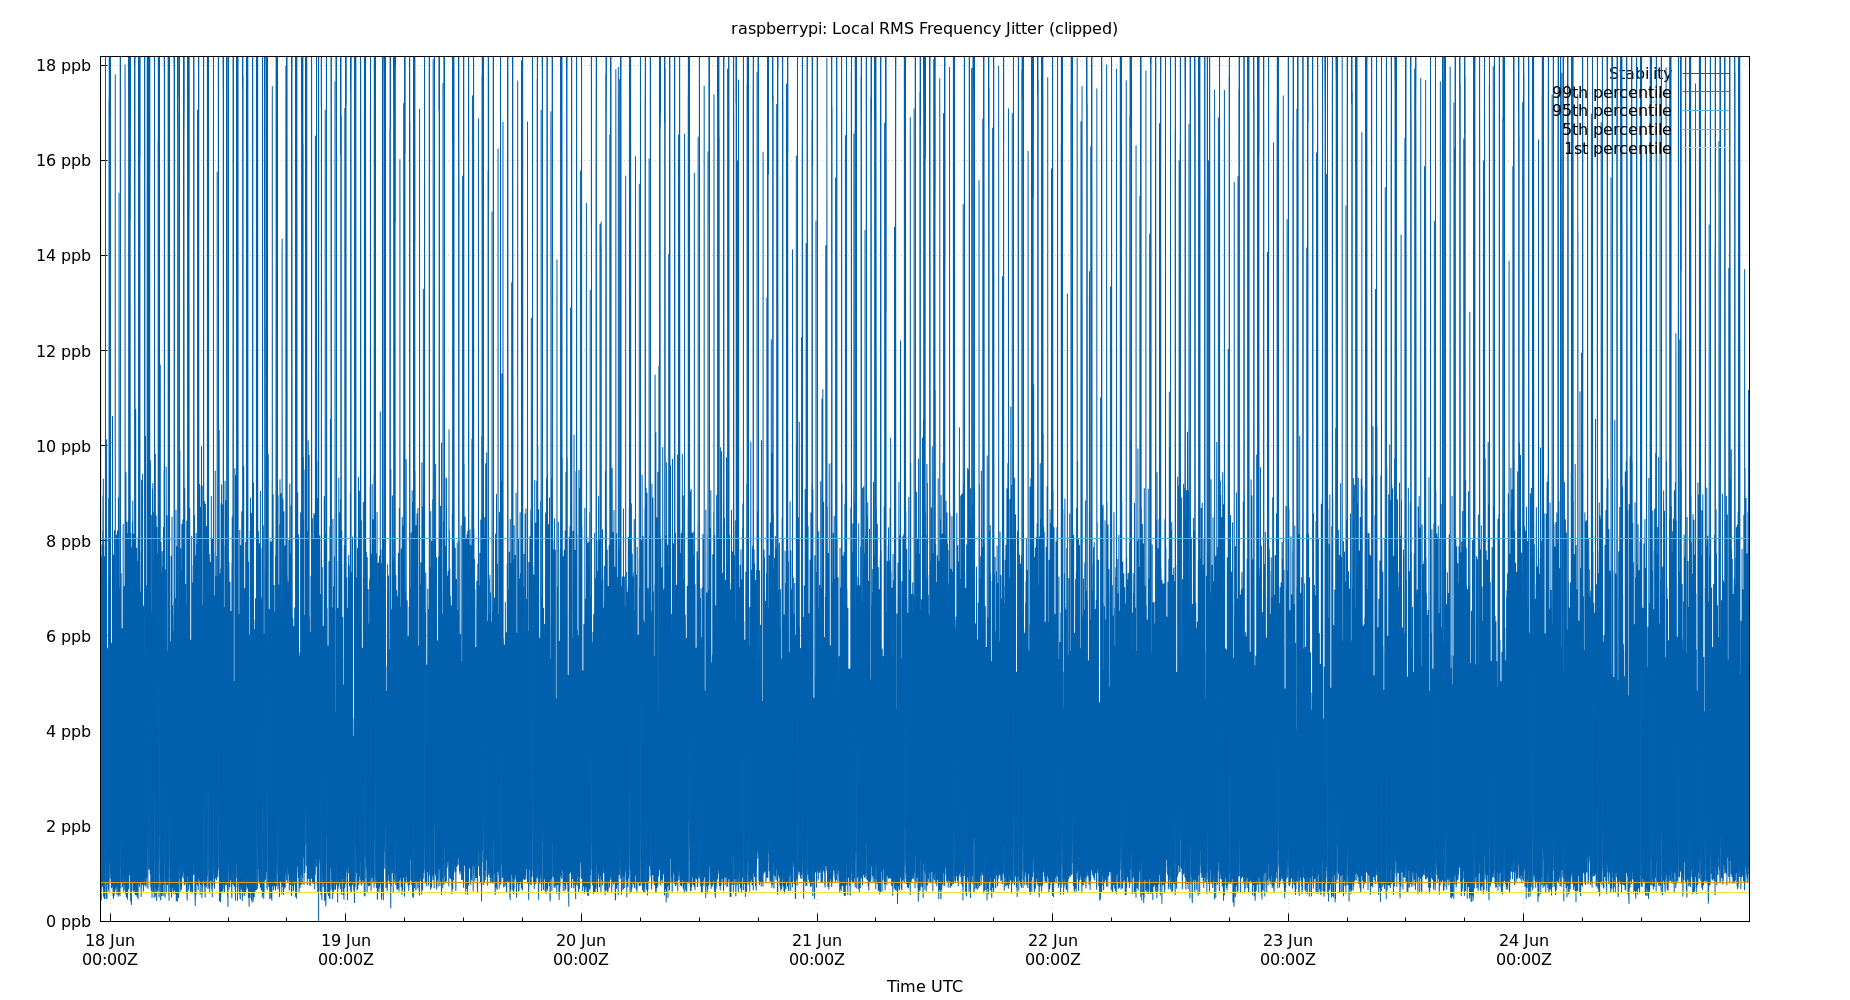 raspberrypi: Local RMS Frequency Jitter (clipped)
18 ppb
16 ppb
14 ppb
12 ppb
10 ppb
8 ppb
6 ppb
4 ppb
2 ppb
0 ppb
Stability
99th percentile
95th percentile
5th percentile
1st percentile
18 Jun 19 Jun 20 Jun 21 Jun 22 Jun 23 Jun 24 Jun
00:00Z 00:00Z 00:00Z 00:00Z 00:00Z 00:00Z 00:00Z
Time UTC